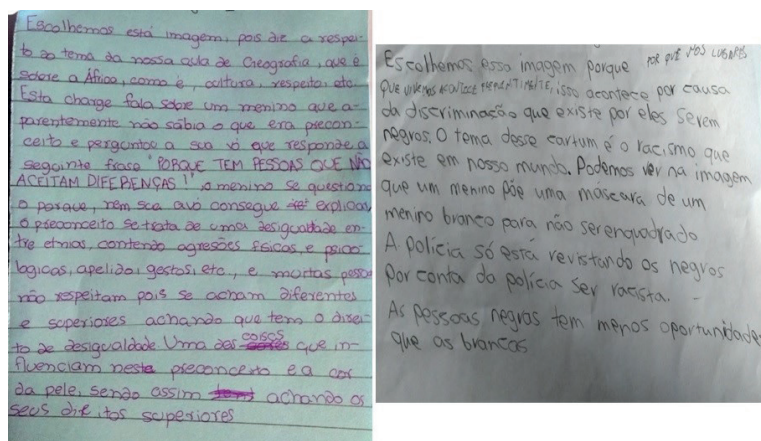 Escolhemos está imagem, pois diz a respei-
to ao tema da nossa aula de Geografia, que é
sobre a África, como é, cultura, respeito, etc.
Esta charge fala sobre um menino que a-
parentemente não sabia o que era precon-
ceito e perguntou a sua vó que responde a
seguinte frase "PORQUE TEM PESSOAS QUE NÃO
ACEITAM DIFERENÇAS!" o menino se questiona
o porque, nem sua avó consegue explicar,
o preconceito se trata de uma desigualdade en-
tre etnias, contendo agresões físicas, e psico-
logicas, apelido, gestos, etc., e muitas pessoas
não respeitam pois se acham diferentes
e superiores achando que tem o direi-
to de desigualdade Uma das coisas que in-
fluenciam neste preconceito e a cor
da pele, sendo assim achando os
seus direitos superiores
Escolhemos essa imagem porque POR QUE NOS LUGARES
QUE VIVEMOS ACONTECE, isso acontece por causa
da discriminação que existe por eles serem
negros. O tema desse cartum é o racismo que
existe em nosso mundo. Podemos ver na imagem
que um menino põe uma máscara de um
menino branco para não ser enquadrado
A polícia só está revistando os negros
por conta da polícia ser racista.
As pessoas negras tem menos oportunidades
que as brancas